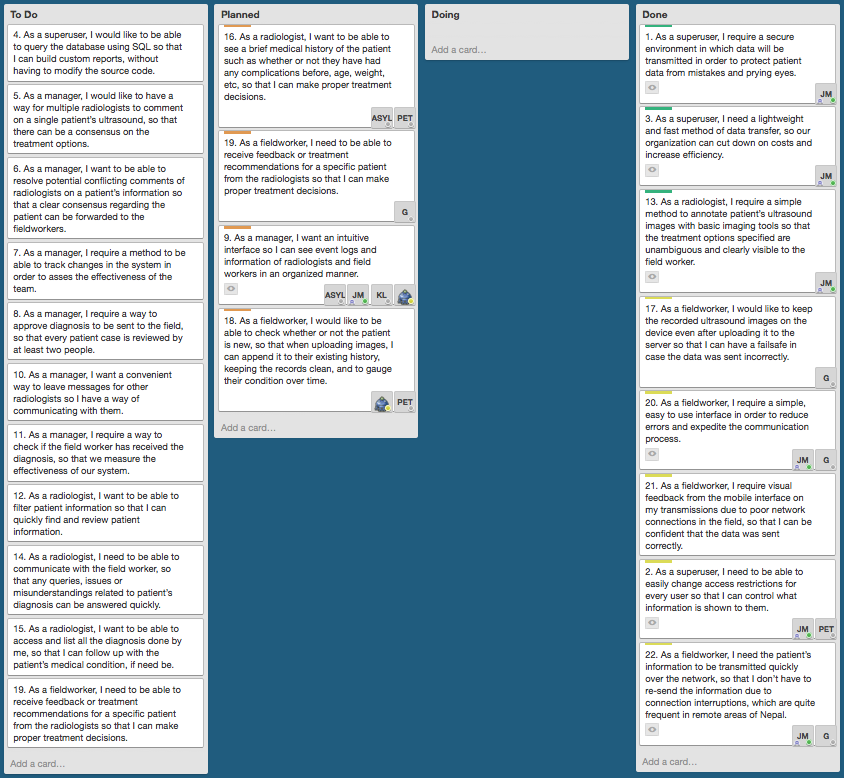 To Do
4. As a superuser, I would like to be able
to query the database using SQL so that
I can build custom reports, without
having to modify the source code.
5. As a manager, I would like to have a
way for multiple radiologists to comment
on a single patient's ultrasound, so that
there can be a consensus on the
treatment options.
6. As a manager, I want to be able to
resolve potential conflicting comments of
radiologists on a patient's information so
that a clear consensus regarding the
patient can be forwarded to the
fieldworkers.
7. As a manager, I require a method to be
able to track changes in the system in
order to asses the effectiveness of the
team.
8. As a manager, I require a way to
approve diagnosis to be sent to the field,
so that every patient case is reviewed by
at least two people.
10. As a manager, I want a convenient
way to leave messages for other
radiologists so I have a way of
communicating with them.
11. As a manager, I require a way to
check if the field worker has received the
diagnosis, so that we measure the
effectiveness of our system.
12. As a radiologist, I want to be able to
filter patient information so that I can
quickly find and review patient
information.
14. As a radiologist, I need to be able to
communicate with the field worker, so
that any queries, issues or
misunderstandings related to patient's
diagnosis can be answered quickly.
15. As a radiologist, I want to be able to
access and list all the diagnosis done by
me, so that I can follow up with the
patient's medical condition, if need be.
19. As a fieldworker, I need to be able to
receive feedback or treatment
recommendations for a specific patient
from the radiologists so that I can make
proper treatment decisions.
Add a card…
Planned
16. As a radiologist, I want to be able to
see a brief medical history of the patient
such as whether or not they have had
any complications before, age, weight,
etc, so that I can make proper treatment
decisions.
ASYL PET
19. As a fieldworker, I need to be able to
receive feedback or treatment
recommendations for a specific patient
from the radiologists so that I can make
proper treatment decisions.
G
9. As a manager, I want an intuitive
interface so I can see event logs and
information of radiologists and field
workers in an organized manner.
ASYL JM KL
18. As a fieldworker, I would like to be
able to check whether or not the patient
is new, so that when uploading images, I
can append it to their existing history,
keeping the records clean, and to gauge
their condition over time.
PET
Add a card…
Doing
Add a card…
Done
1. As a superuser, I require a secure
environment in which data will be
transmitted in order to protect patient
data from mistakes and prying eyes.
JM
3. As a superuser, I need a lightweight
and fast method of data transfer, so our
organization can cut down on costs and
increase efficiency.
JM
13. As a radiologist, I require a simple
method to annotate patient's ultrasound
images with basic imaging tools so that
the treatment options specified are
unambiguous and clearly visible to the
field worker.
JM
17. As a fieldworker, I would like to keep
the recorded ultrasound images on the
device even after uploading it to the
server so that I can have a failsafe in
case the data was sent incorrectly.
G
20. As a fieldworker, I require a simple,
easy to use interface in order to reduce
errors and expedite the communication
process.
JM G
21. As a fieldworker, I require visual
feedback from the mobile interface on
my transmissions due to poor network
connections in the field, so that I can be
confident that the data was sent
correctly.
2. As a superuser, I need to be able to
easily change access restrictions for
every user so that I can control what
information is shown to them.
JM PET
22. As a fieldworker, I need the patient's
information to be transmitted quickly
over the network, so that I don't have to
re-send the information due to
connection interruptions, which are quite
frequent in remote areas of Nepal.
JM G
Add a card…